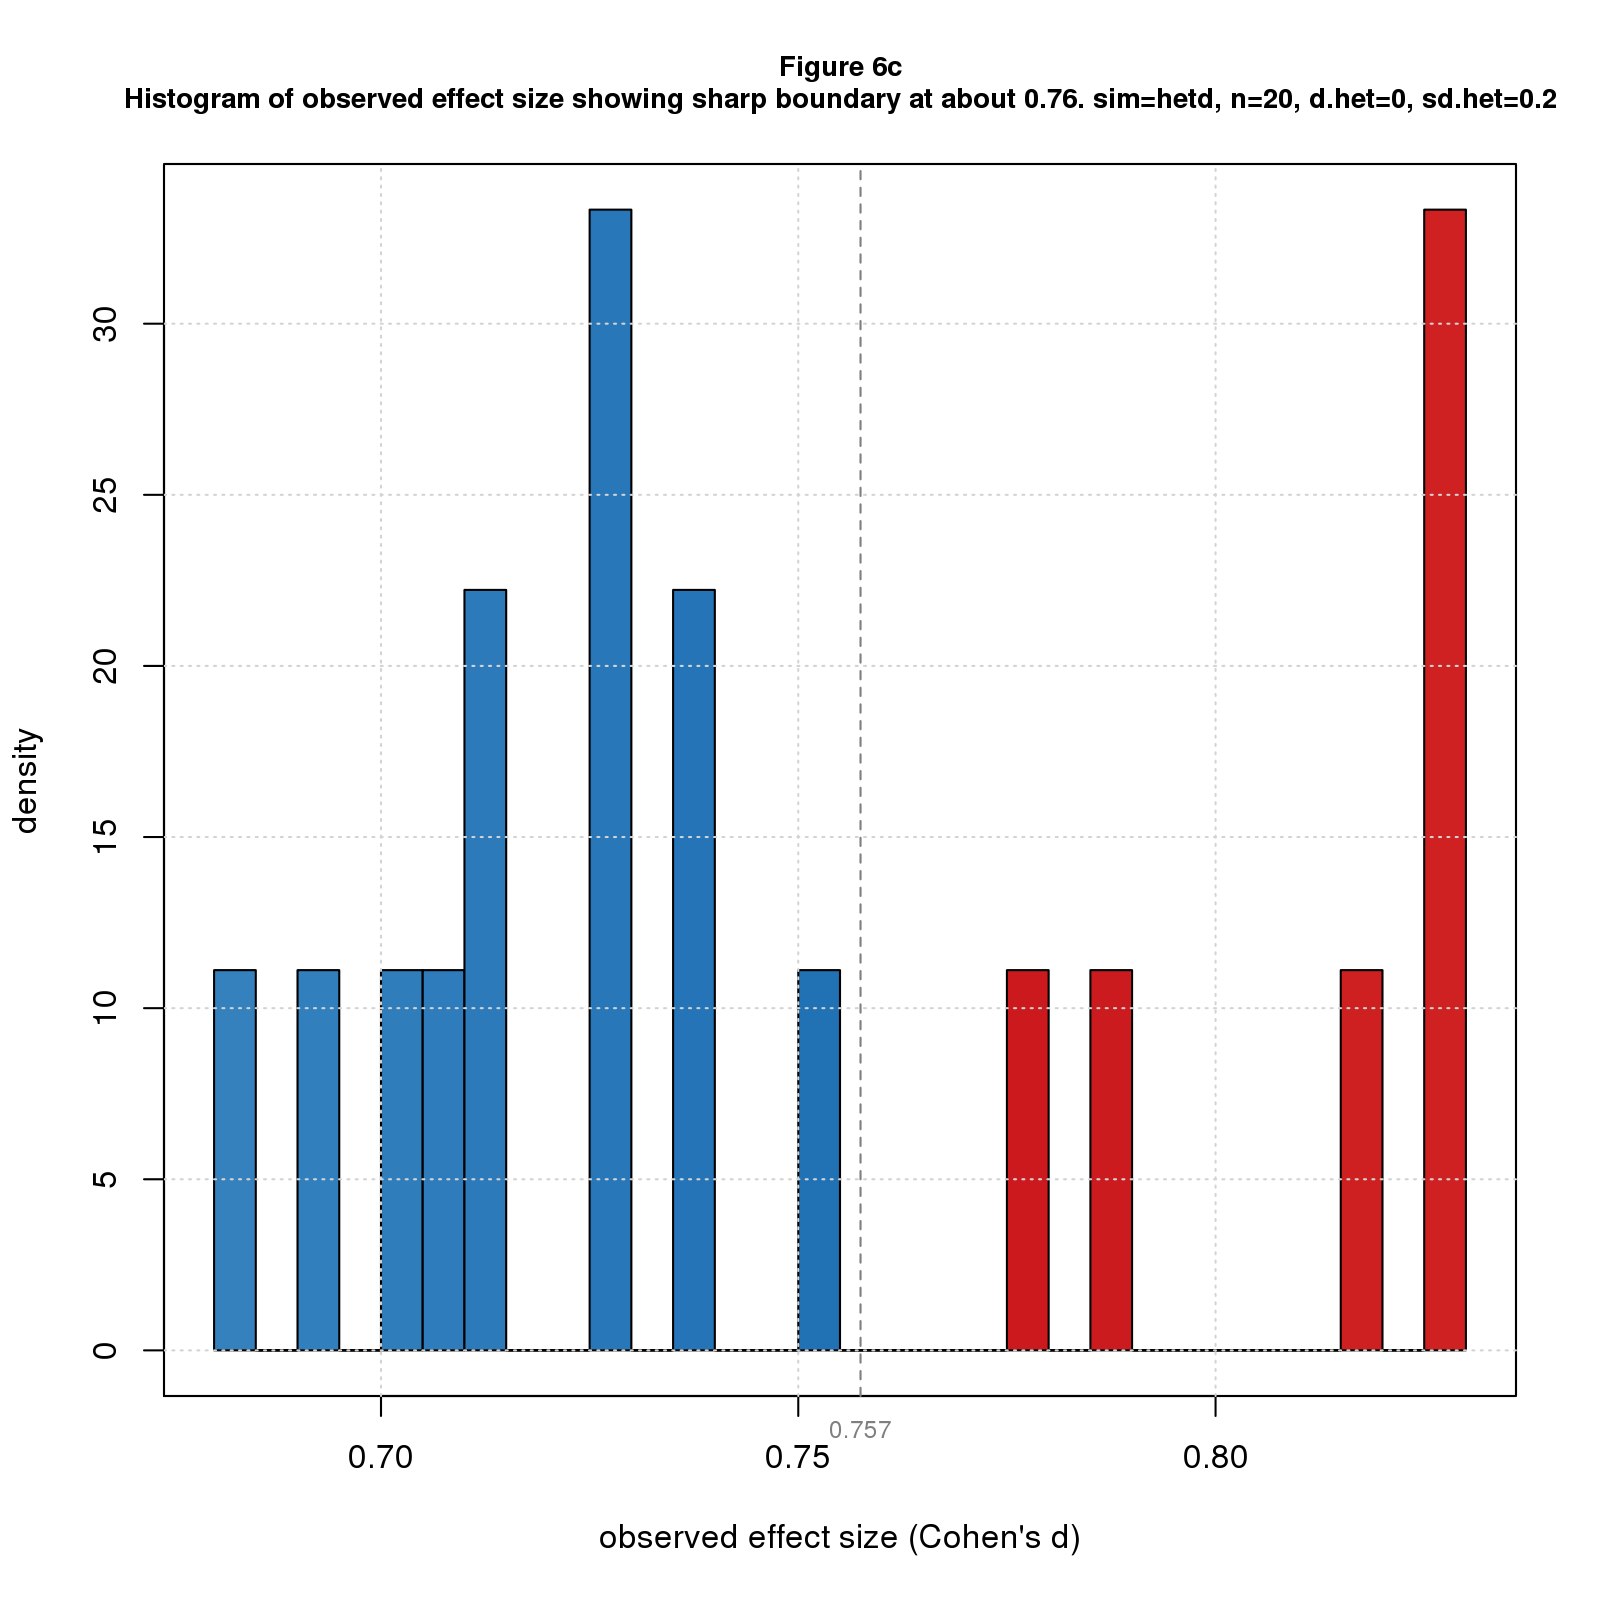 Figure 6c
Histogram of observed effect size showing sharp boundary at about 0.76. sim=hetd, n=20, d.het=0, sd.het=0.2
density
30
25
20
15
10
5
0
0.757
0.70
0.75
0.80
observed effect size (Cohen's d)